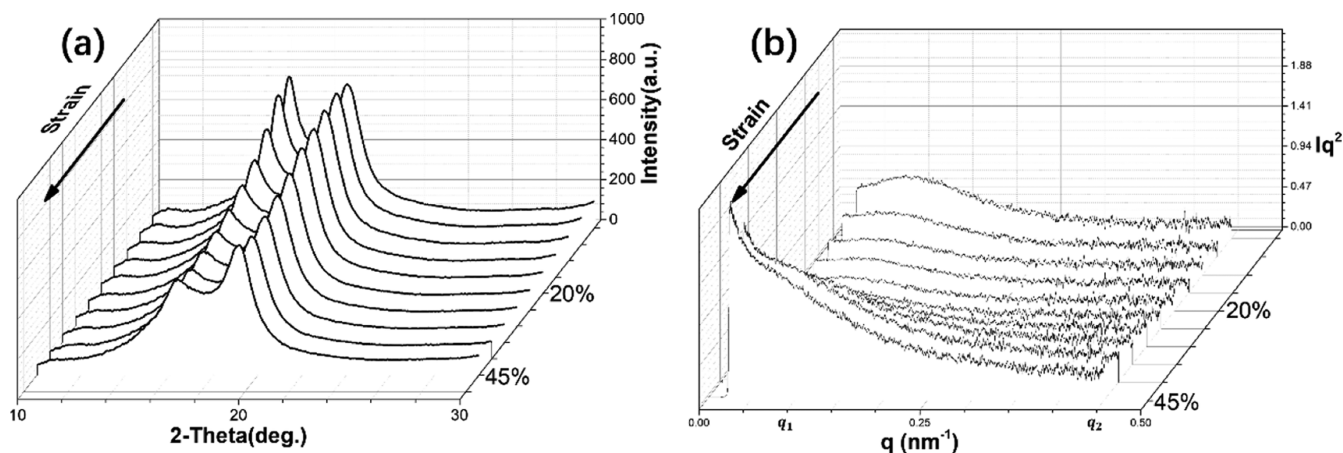 (a)
Strain
1000
800
600
400
200
0
Intensity(a.u.)
20%
45%
10
20
30
2-Theta(deg.)
(b)
Strain
1.88
1.41
0.94
0.47
0.00
Iq²
20%
45%
0.00
q₁
0.25
q₂
0.50
q (nm⁻¹)